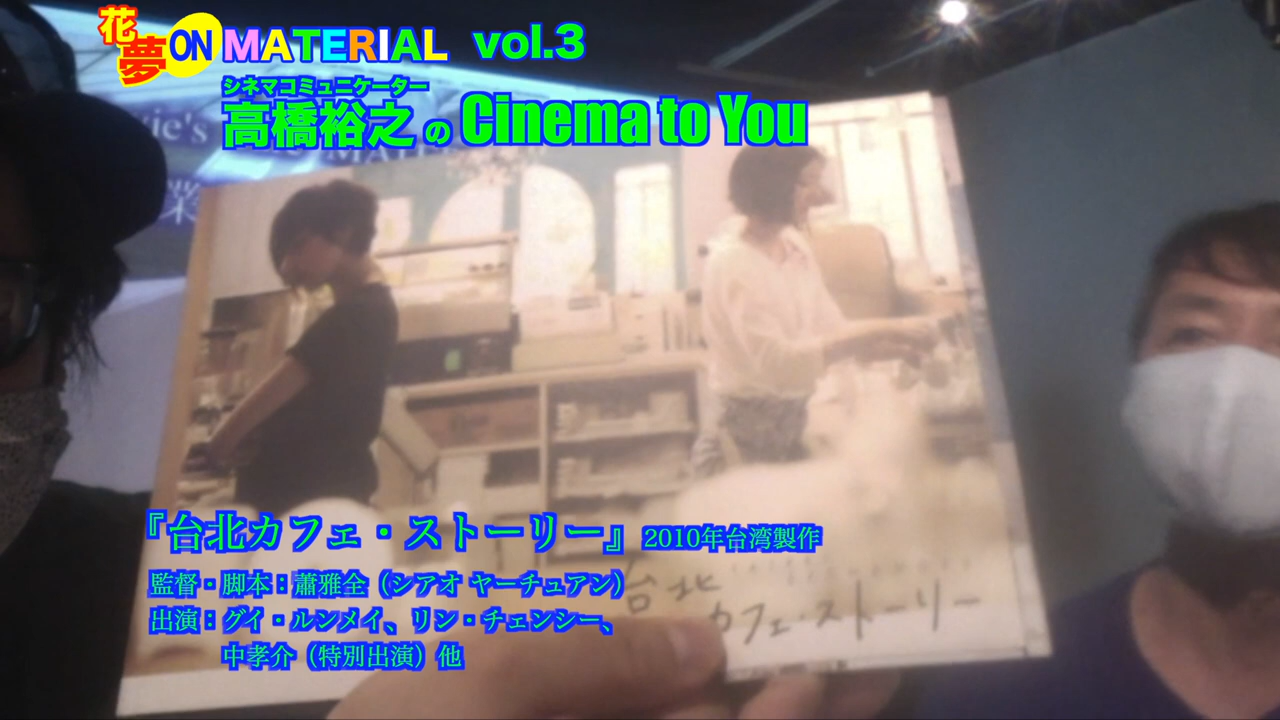 花夢ON MATERIAL vol.3
シネマコミュニケーター
高橋裕之のCinema to You
『台北カフェ・ストーリー』 2010年台湾製作
監督・脚本：蕭雅全（シアオ ヤーチュアン）
出演：グイ・ルンメイ、リン・チェンシー、
中孝介（特別出演）他
台北
カフェ・ストーリー